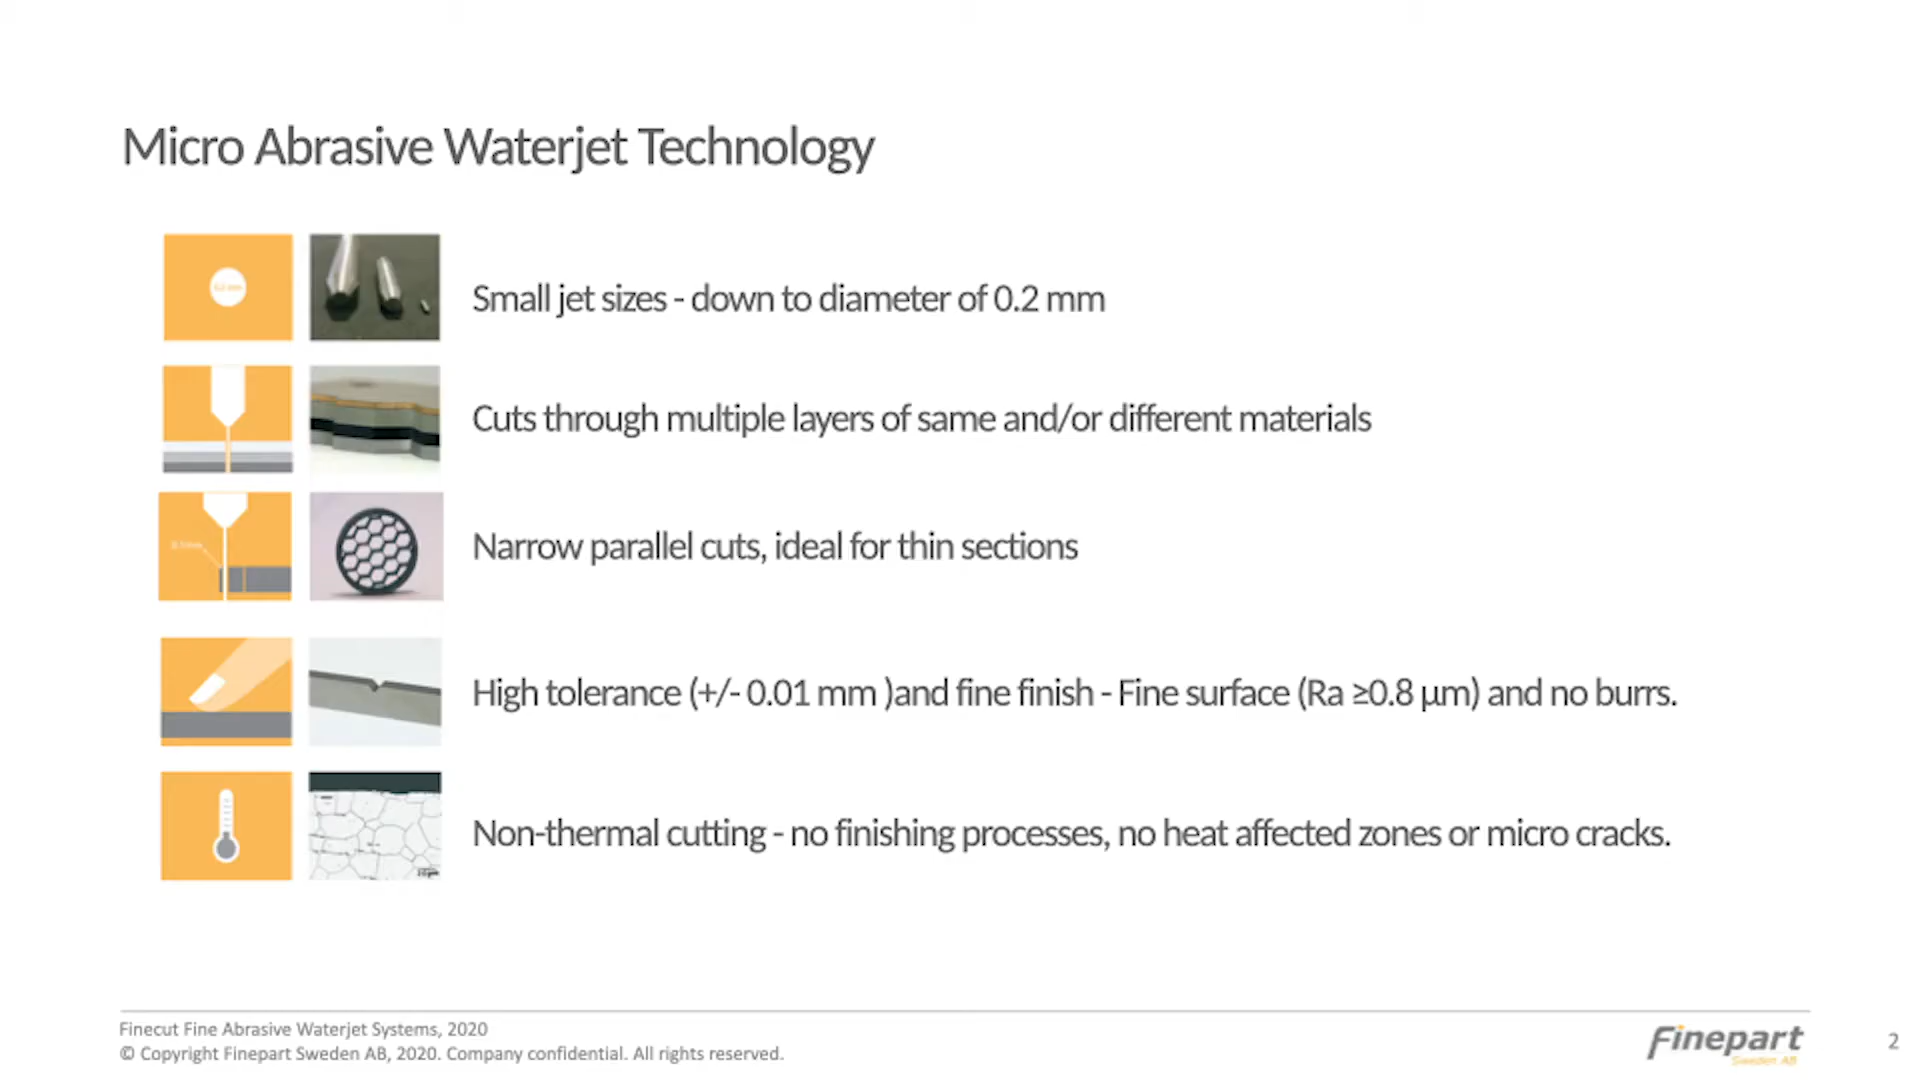 Micro Abrasive Waterjet Technology
Small jet sizes - down to diameter of 0.2 mm
Cuts through multiple layers of same and/or different materials
Narrow parallel cuts, ideal for thin sections
High tolerance (+/- 0.01 mm )and fine finish - Fine surface (Ra ≥0.8 µm) and no burrs.
Non-thermal cutting - no finishing processes, no heat affected zones or micro cracks.
Finecut Fine Abrasive Waterjet Systems, 2020
© Copyright Finepart Sweden AB, 2020. Company confidential. All rights reserved.
Finepart
Sweden AB
2